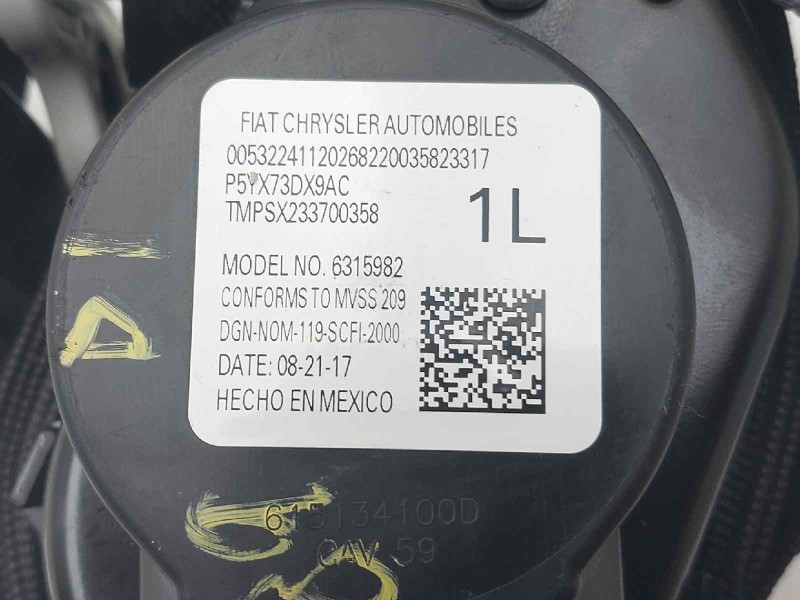 FIAT CHRYSLER AUTOMOBILES
00532241120268220035823317
P5YX73DX9AC
TMPSX233700358
1L
MODEL NO. 6315982
CONFORMS TO MVSS 209
DGN-NOM-119-SCFI-2000
DATE: 08-21-17
HECHO EN MEXICO
615134100D
CAV 59